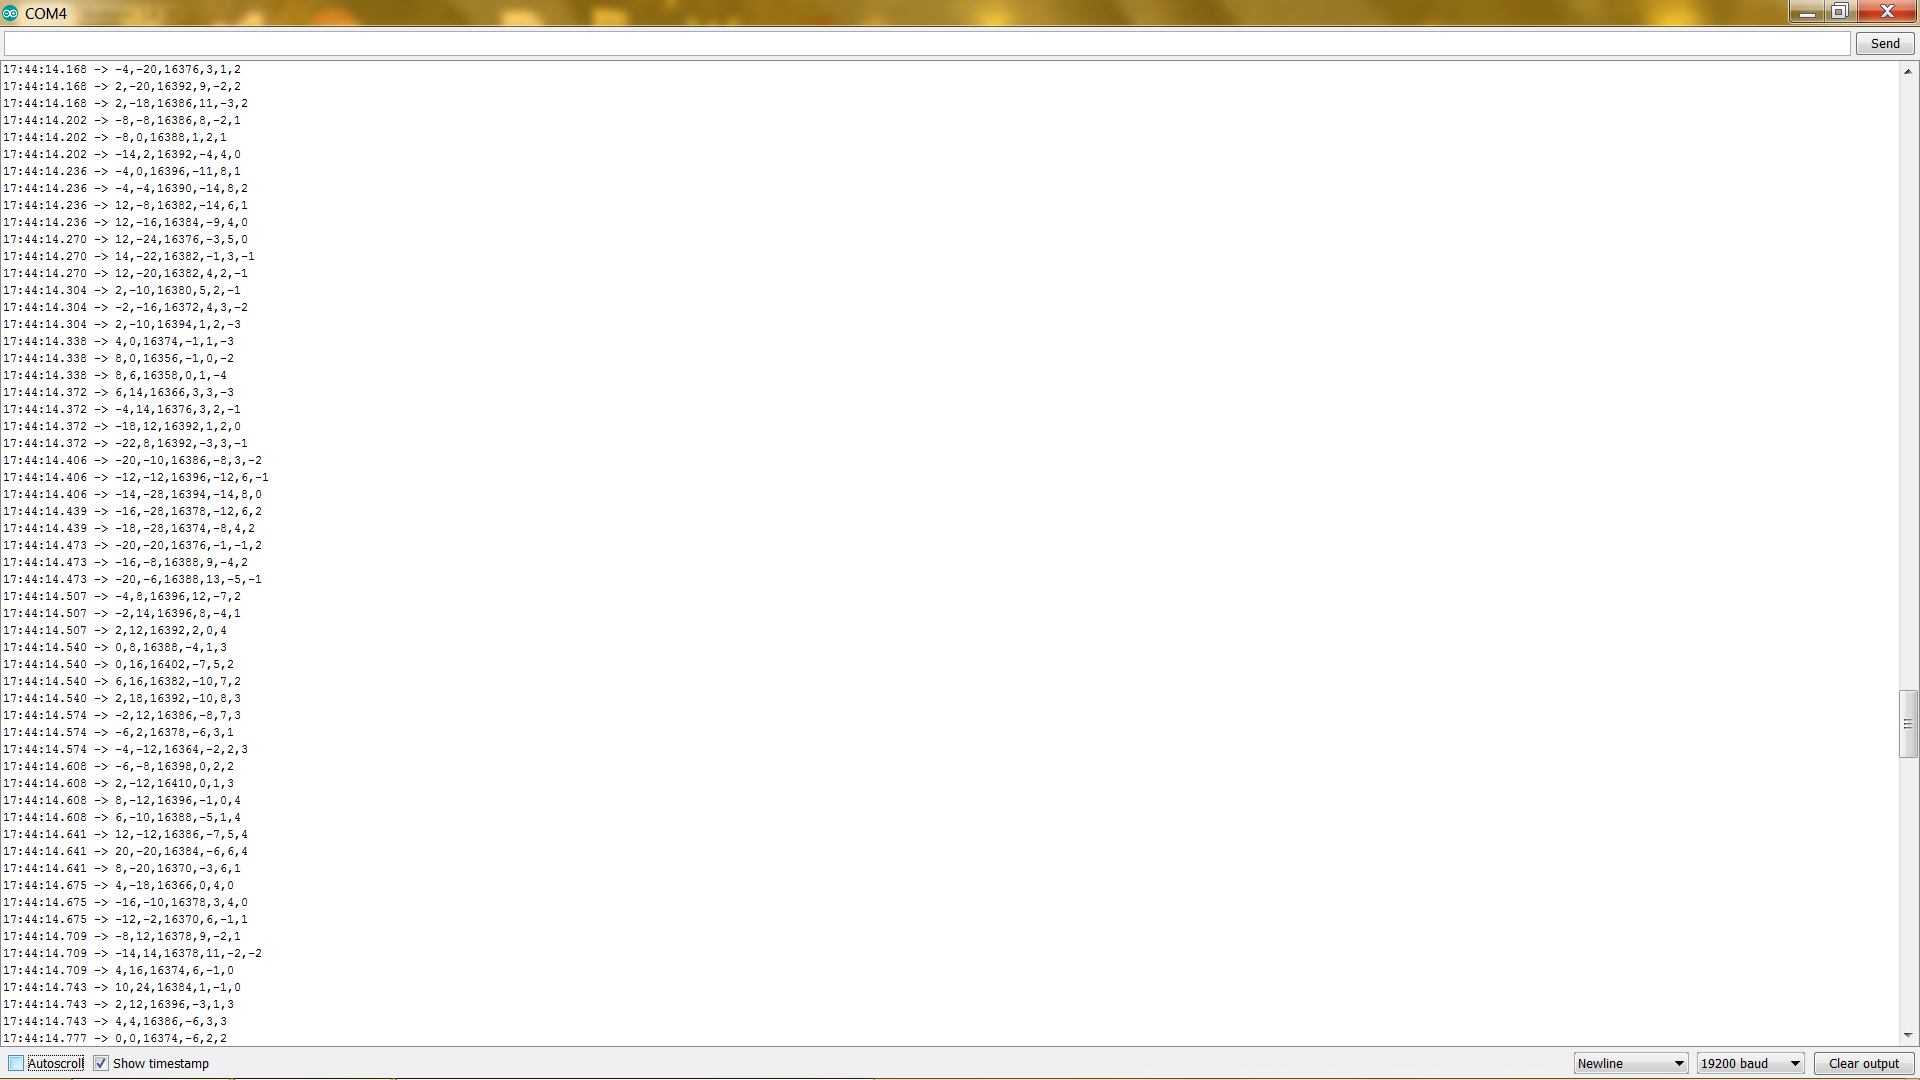 COM4
Send
17:44:14.168 -> -4,-20,16376,3,1,2
17:44:14.168 -> 2,-20,16392,9,-2,2
17:44:14.168 -> 2,-18,16386,11,-3,2
17:44:14.202 -> -8,-8,16386,8,-2,1
17:44:14.202 -> -8,0,16388,1,2,1
17:44:14.202 -> -14,2,16392,-4,4,0
17:44:14.236 -> -4,0,16396,-11,8,1
17:44:14.236 -> -4,-4,16390,-14,8,2
17:44:14.236 -> 12,-8,16382,-14,6,1
17:44:14.236 -> 12,-16,16384,-9,4,0
17:44:14.270 -> 12,-24,16376,-3,5,0
17:44:14.270 -> 14,-22,16382,-1,3,-1
17:44:14.270 -> 12,-20,16382,4,2,-1
17:44:14.304 -> 2,-10,16380,5,2,-1
17:44:14.304 -> -2,-16,16372,4,3,-2
17:44:14.304 -> 2,-10,16394,1,2,-3
17:44:14.338 -> 4,0,16374,-1,1,-3
17:44:14.338 -> 8,0,16356,-1,0,-2
17:44:14.338 -> 8,6,16358,0,1,-4
17:44:14.372 -> 6,14,16366,3,3,-3
17:44:14.372 -> -4,14,16376,3,2,-1
17:44:14.372 -> -18,12,16392,1,2,0
17:44:14.372 -> -22,8,16392,-3,3,-1
17:44:14.406 -> -20,-10,16386,-8,3,-2
17:44:14.406 -> -12,-12,16396,-12,6,-1
17:44:14.406 -> -14,-28,16394,-14,8,0
17:44:14.439 -> -16,-28,16378,-12,6,2
17:44:14.439 -> -18,-28,16374,-8,4,2
17:44:14.473 -> -20,-20,16376,-1,-1,2
17:44:14.473 -> -16,-8,16388,9,-4,2
17:44:14.473 -> -20,-6,16388,13,-5,-1
17:44:14.507 -> -4,8,16396,12,-7,2
17:44:14.507 -> -2,14,16396,8,-4,1
17:44:14.507 -> 2,12,16392,2,0,4
17:44:14.540 -> 0,8,16388,-4,1,3
17:44:14.540 -> 0,16,16402,-7,5,2
17:44:14.540 -> 6,16,16382,-10,7,2
17:44:14.540 -> 2,18,16392,-10,8,3
17:44:14.574 -> -2,12,16386,-8,7,3
17:44:14.574 -> -6,2,16378,-6,3,1
17:44:14.574 -> -4,-12,16364,-2,2,3
17:44:14.608 -> -6,-8,16398,0,2,2
17:44:14.608 -> 2,-12,16410,0,1,3
17:44:14.608 -> 8,-12,16396,-1,0,4
17:44:14.608 -> 6,-10,16388,-5,1,4
17:44:14.641 -> 12,-12,16386,-7,5,4
17:44:14.641 -> 20,-20,16384,-6,6,4
17:44:14.641 -> 8,-20,16370,-3,6,1
17:44:14.675 -> 4,-18,16366,0,4,0
17:44:14.675 -> -16,-10,16378,3,4,0
17:44:14.675 -> -12,-2,16370,6,-1,1
17:44:14.709 -> -8,12,16378,9,-2,1
17:44:14.709 -> -14,14,16378,11,-2,-2
17:44:14.709 -> 4,16,16374,6,-1,0
17:44:14.743 -> 10,24,16384,1,-1,0
17:44:14.743 -> 2,12,16396,-3,1,3
17:44:14.743 -> 4,4,16386,-6,3,3
17:44:14.777 -> 0,0,16374,-6,2,2
Autoscroll Show timestamp Newline 19200 baud Clear output